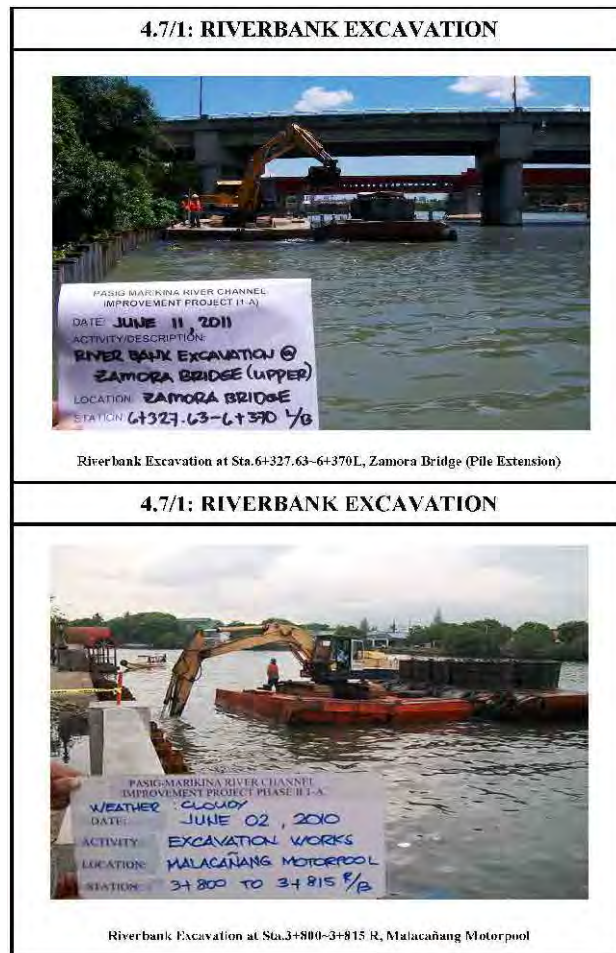 4.7/1: RIVERBANK EXCAVATION
PASIG MARIKINA RIVER CHANNEL
IMPROVEMENT PROJECT (1-A)
DATE: JUNE 11, 2011
ACTIVITY/DESCRIPTION:
RIVER BANK EXCAVATION @
ZAMORA BRIDGE (UPPER)
LOCATION: ZAMORA BRIDGE
STATION: 6+327.63-6+370 L/B
Riverbank Excavation at Sta.6+327.63~6+370L, Zamora Bridge (Pile Extension)
4.7/1: RIVERBANK EXCAVATION
PASIG-MARIKINA RIVER CHANNEL
IMPROVEMENT PROJECT PHASE II 1-A
WEATHER : CLOUDY
DATE: JUNE 02, 2010
ACTIVITY: EXCAVATION WORKS
LOCATION: MALACAÑANG MOTORPOOL
STATION: 3+800 TO 3+815 R/B
Riverbank Excavation at Sta.3+800~3+815 R, Malacañang Motorpool